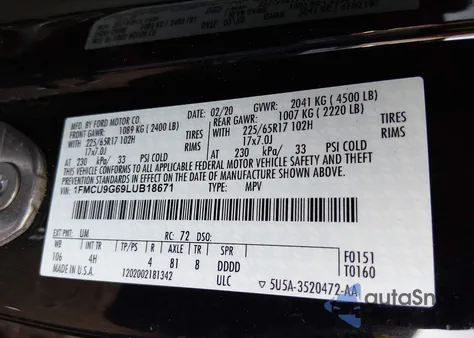 MFD. BY FORD MOTOR CO.
DATE: 02/20 GVWR: 2041 KG (4500 LB)
FRONT GAWR: 1089 KG (2400 LB) REAR GAWR: 1007 KG (2220 LB)
WITH TIRES WITH TIRES
225/65R17 102H 225/65R17 102H
17x7.0J RIMS 17x7.0J RIMS
AT 230 kPa/ 33 PSI COLD AT 230 kPa/ 33 PSI COLD
THIS VEHICLE CONFORMS TO ALL APPLICABLE FEDERAL MOTOR VEHICLE SAFETY AND THEFT PREVENTION STANDARDS IN EFFECT ON THE DATE OF MANUFACTURE SHOWN ABOVE.
VIN: 1FMCU9G69LUB18671
TYPE: MPV
EXT PNT: UM RC: 72 DSO:
WB INT TR TP/PS R AXLE TR SPR
106 4H 4 81 8 DDDD
F0151
T0160
MADE IN U.S.A. 1202002181342 ULC 5U5A-3520472-AA
autaSna